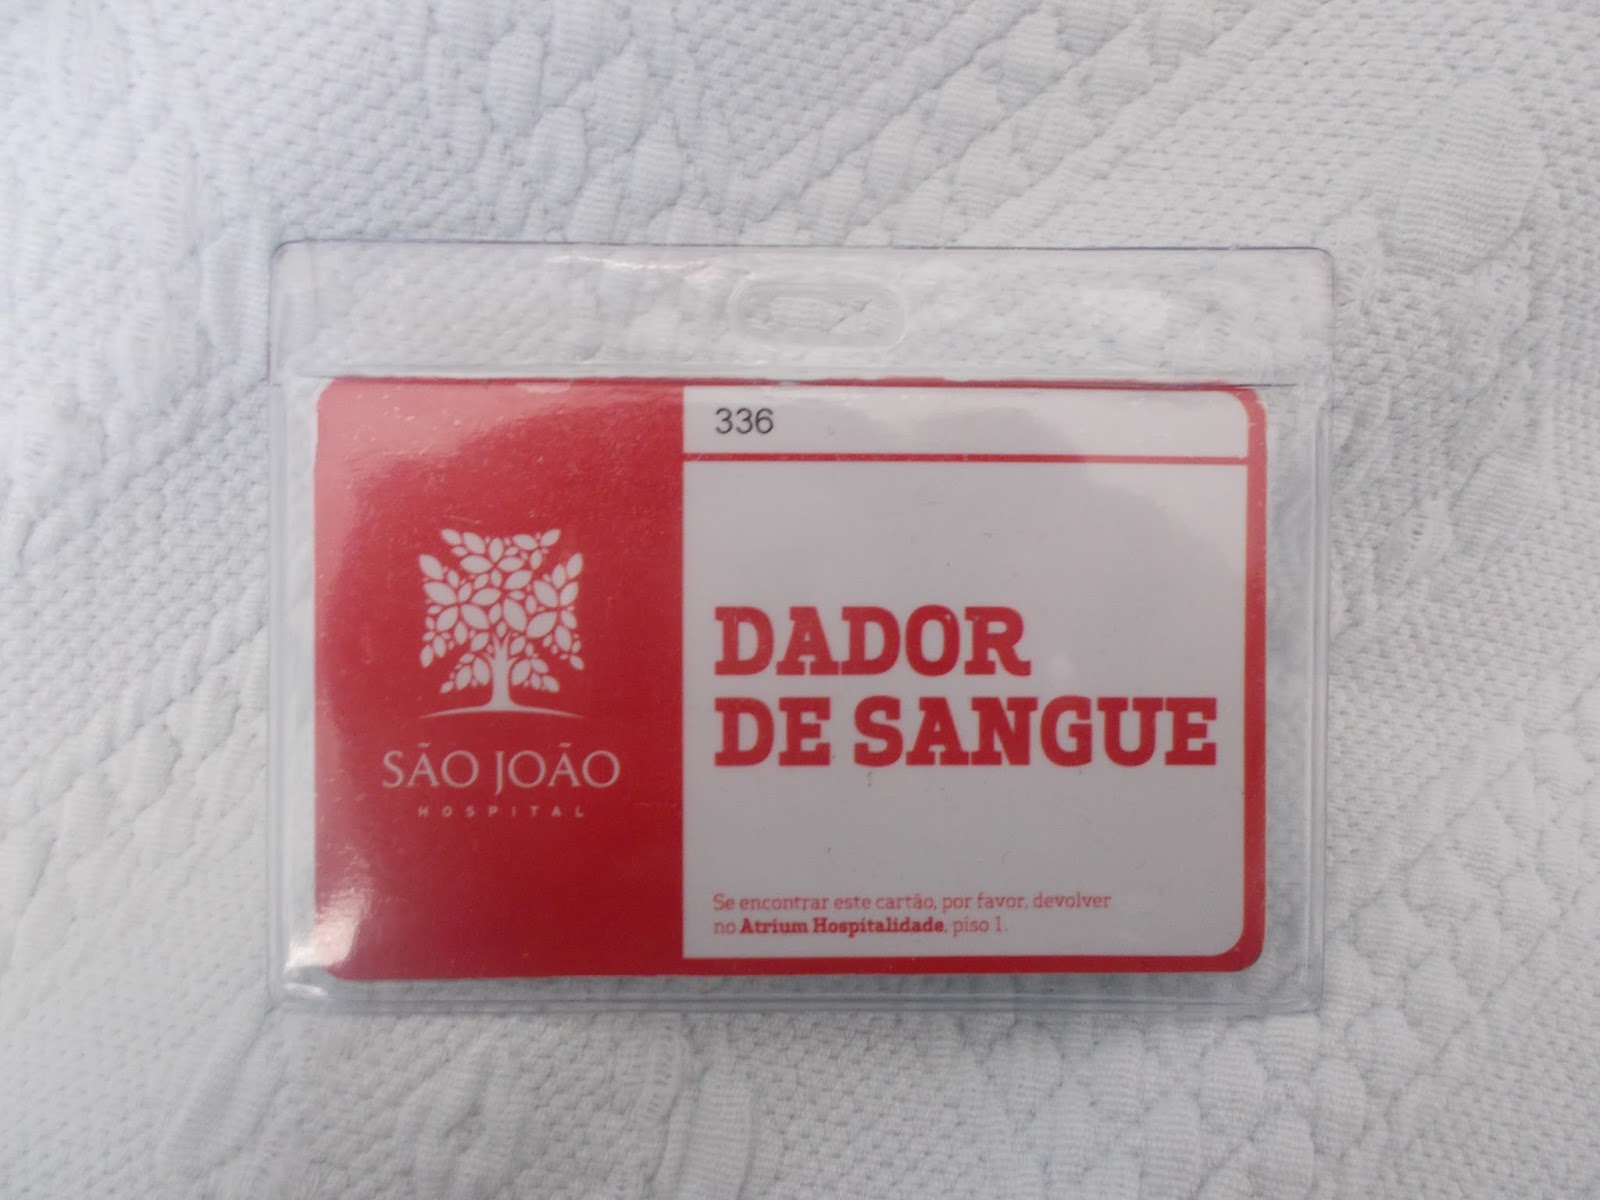 336
SÃO JOÃO
HOSPITAL
DADOR
DE SANGUE
Se encontrar este cartão, por favor, devolver
no Atrium Hospitalidade, piso 1.